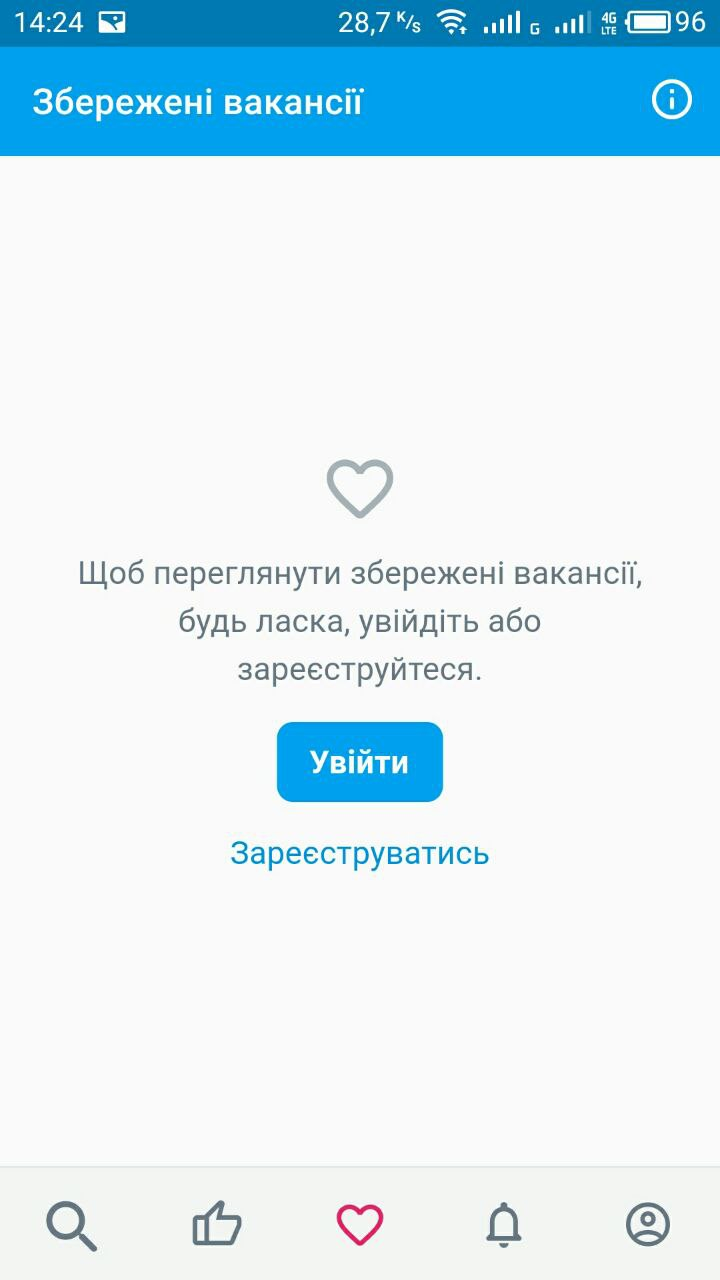 14:24 28,7 K/s G 4G LTE 96
Збережені вакансії
Щоб переглянути збережені вакансії,
будь ласка, увійдіть або
зареєструйтеся.
Увійти
Зареєструватись